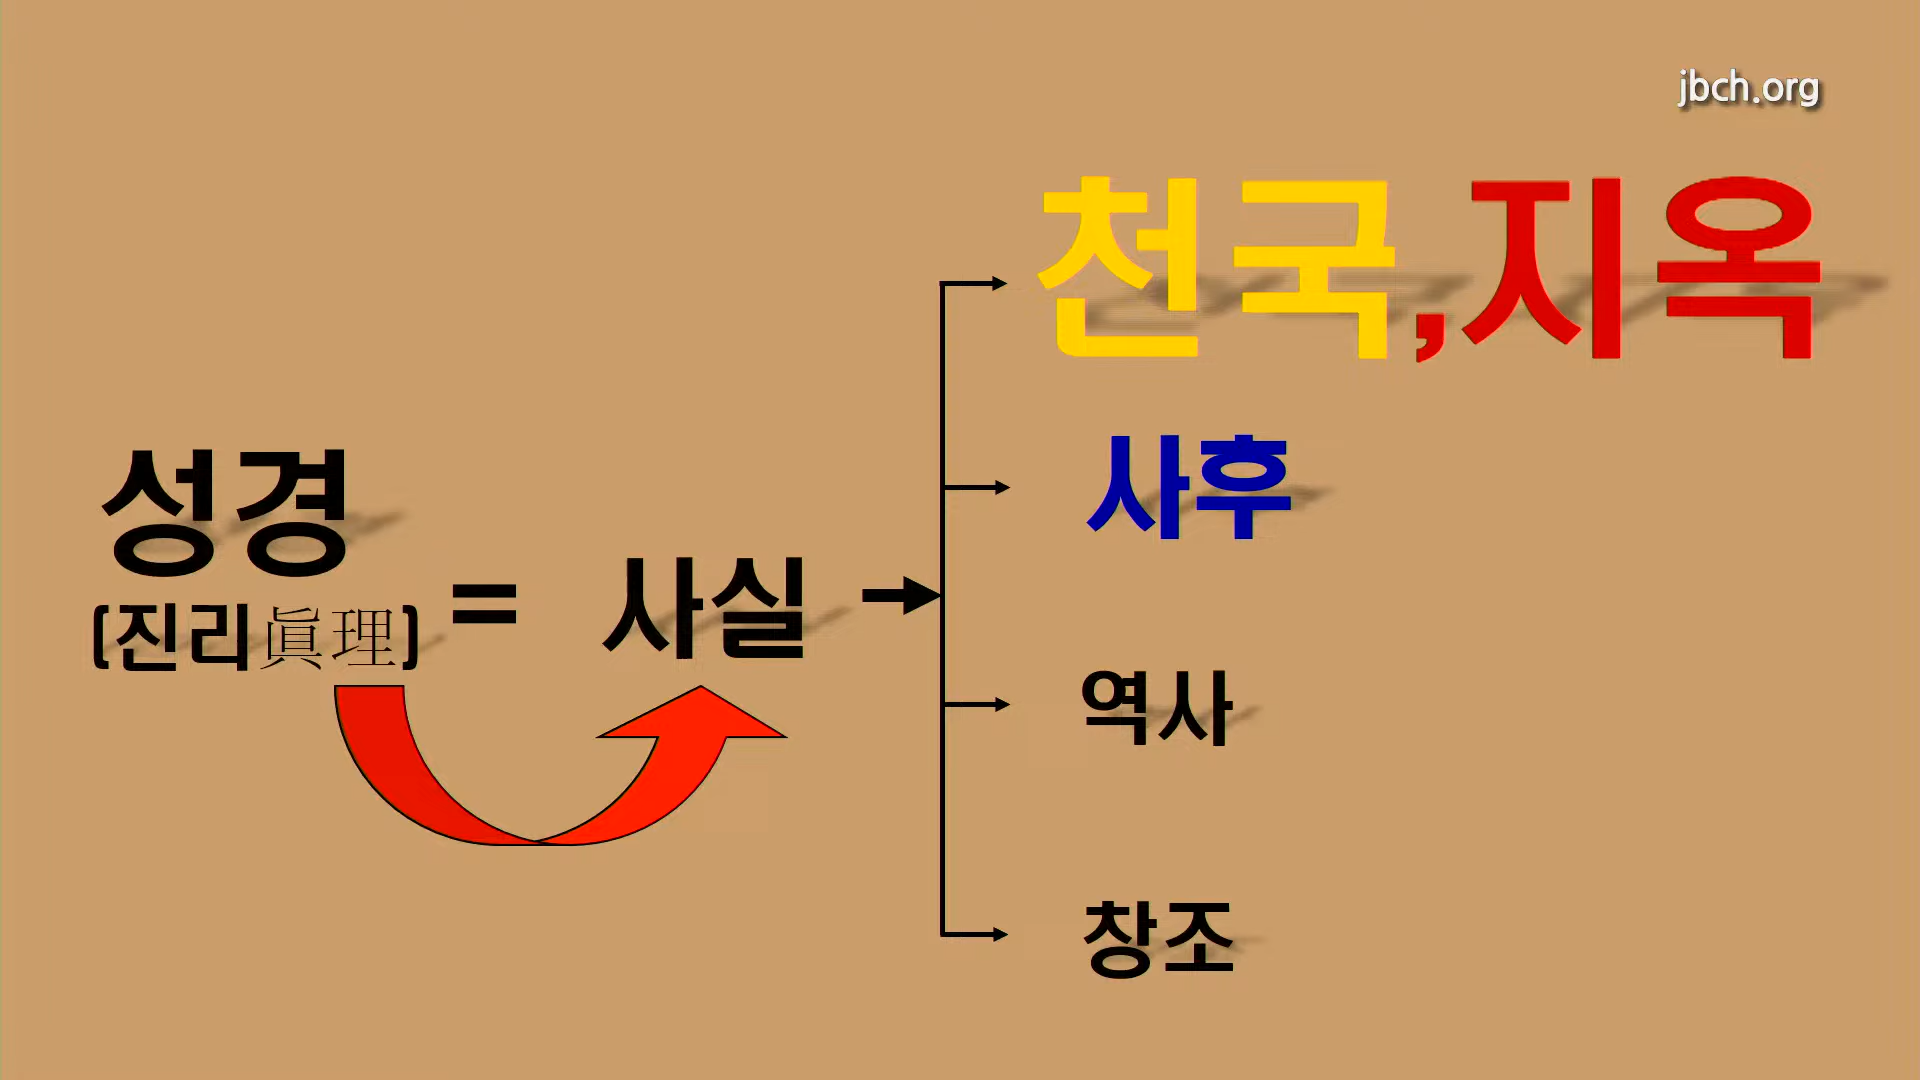 jbch.org
천국,지옥
사후
성경
(진리眞理)
= 사실
역사
창조